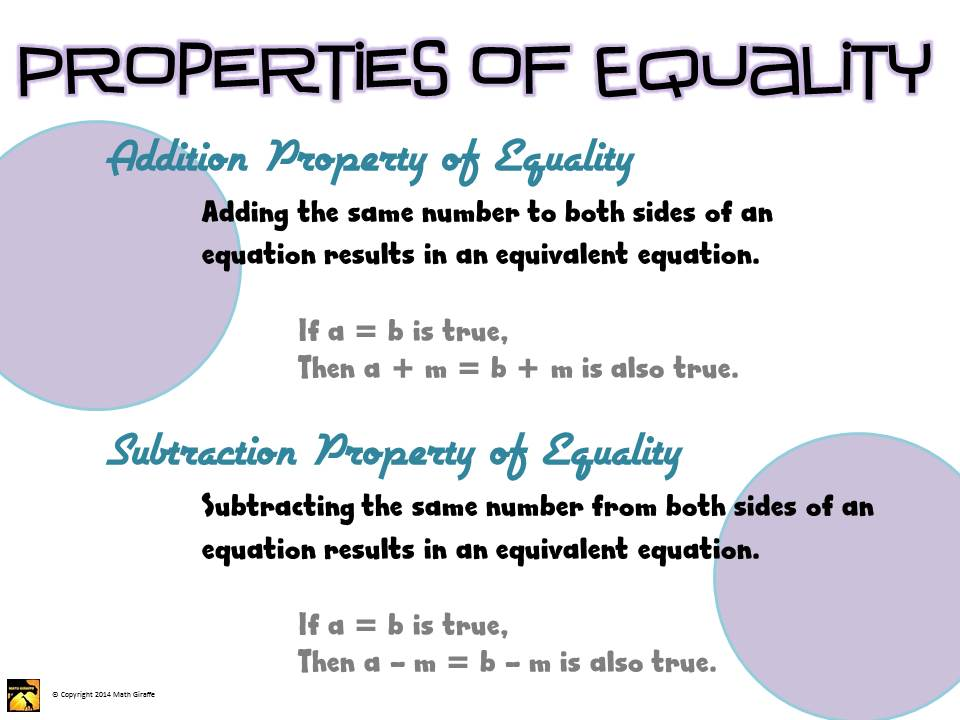 PROPERTIES OF EQUALITY
Addition Property of Equality
Adding the same number to both sides of an
equation results in an equivalent equation.
If a = b is true,
Then a + m = b + m is also true.
Subtraction Property of Equality
Subtracting the same number from both sides of an
equation results in an equivalent equation.
If a = b is true,
Then a – m = b – m is also true.
MATH GIRAFFE
© Copyright 2014 Math Giraffe